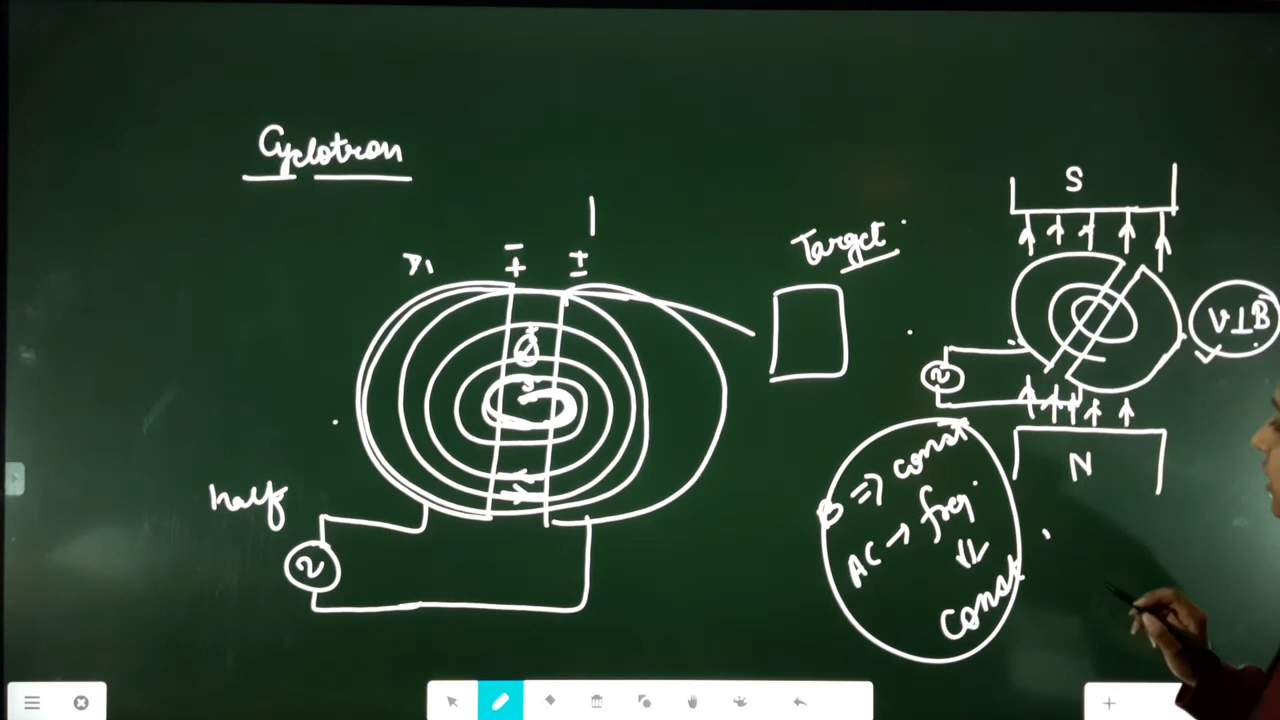 Cyclotron
S
D1
- ±
+ -
Target
V⊥B
N
half
B ⇒ const
AC → freq.
⇓
const